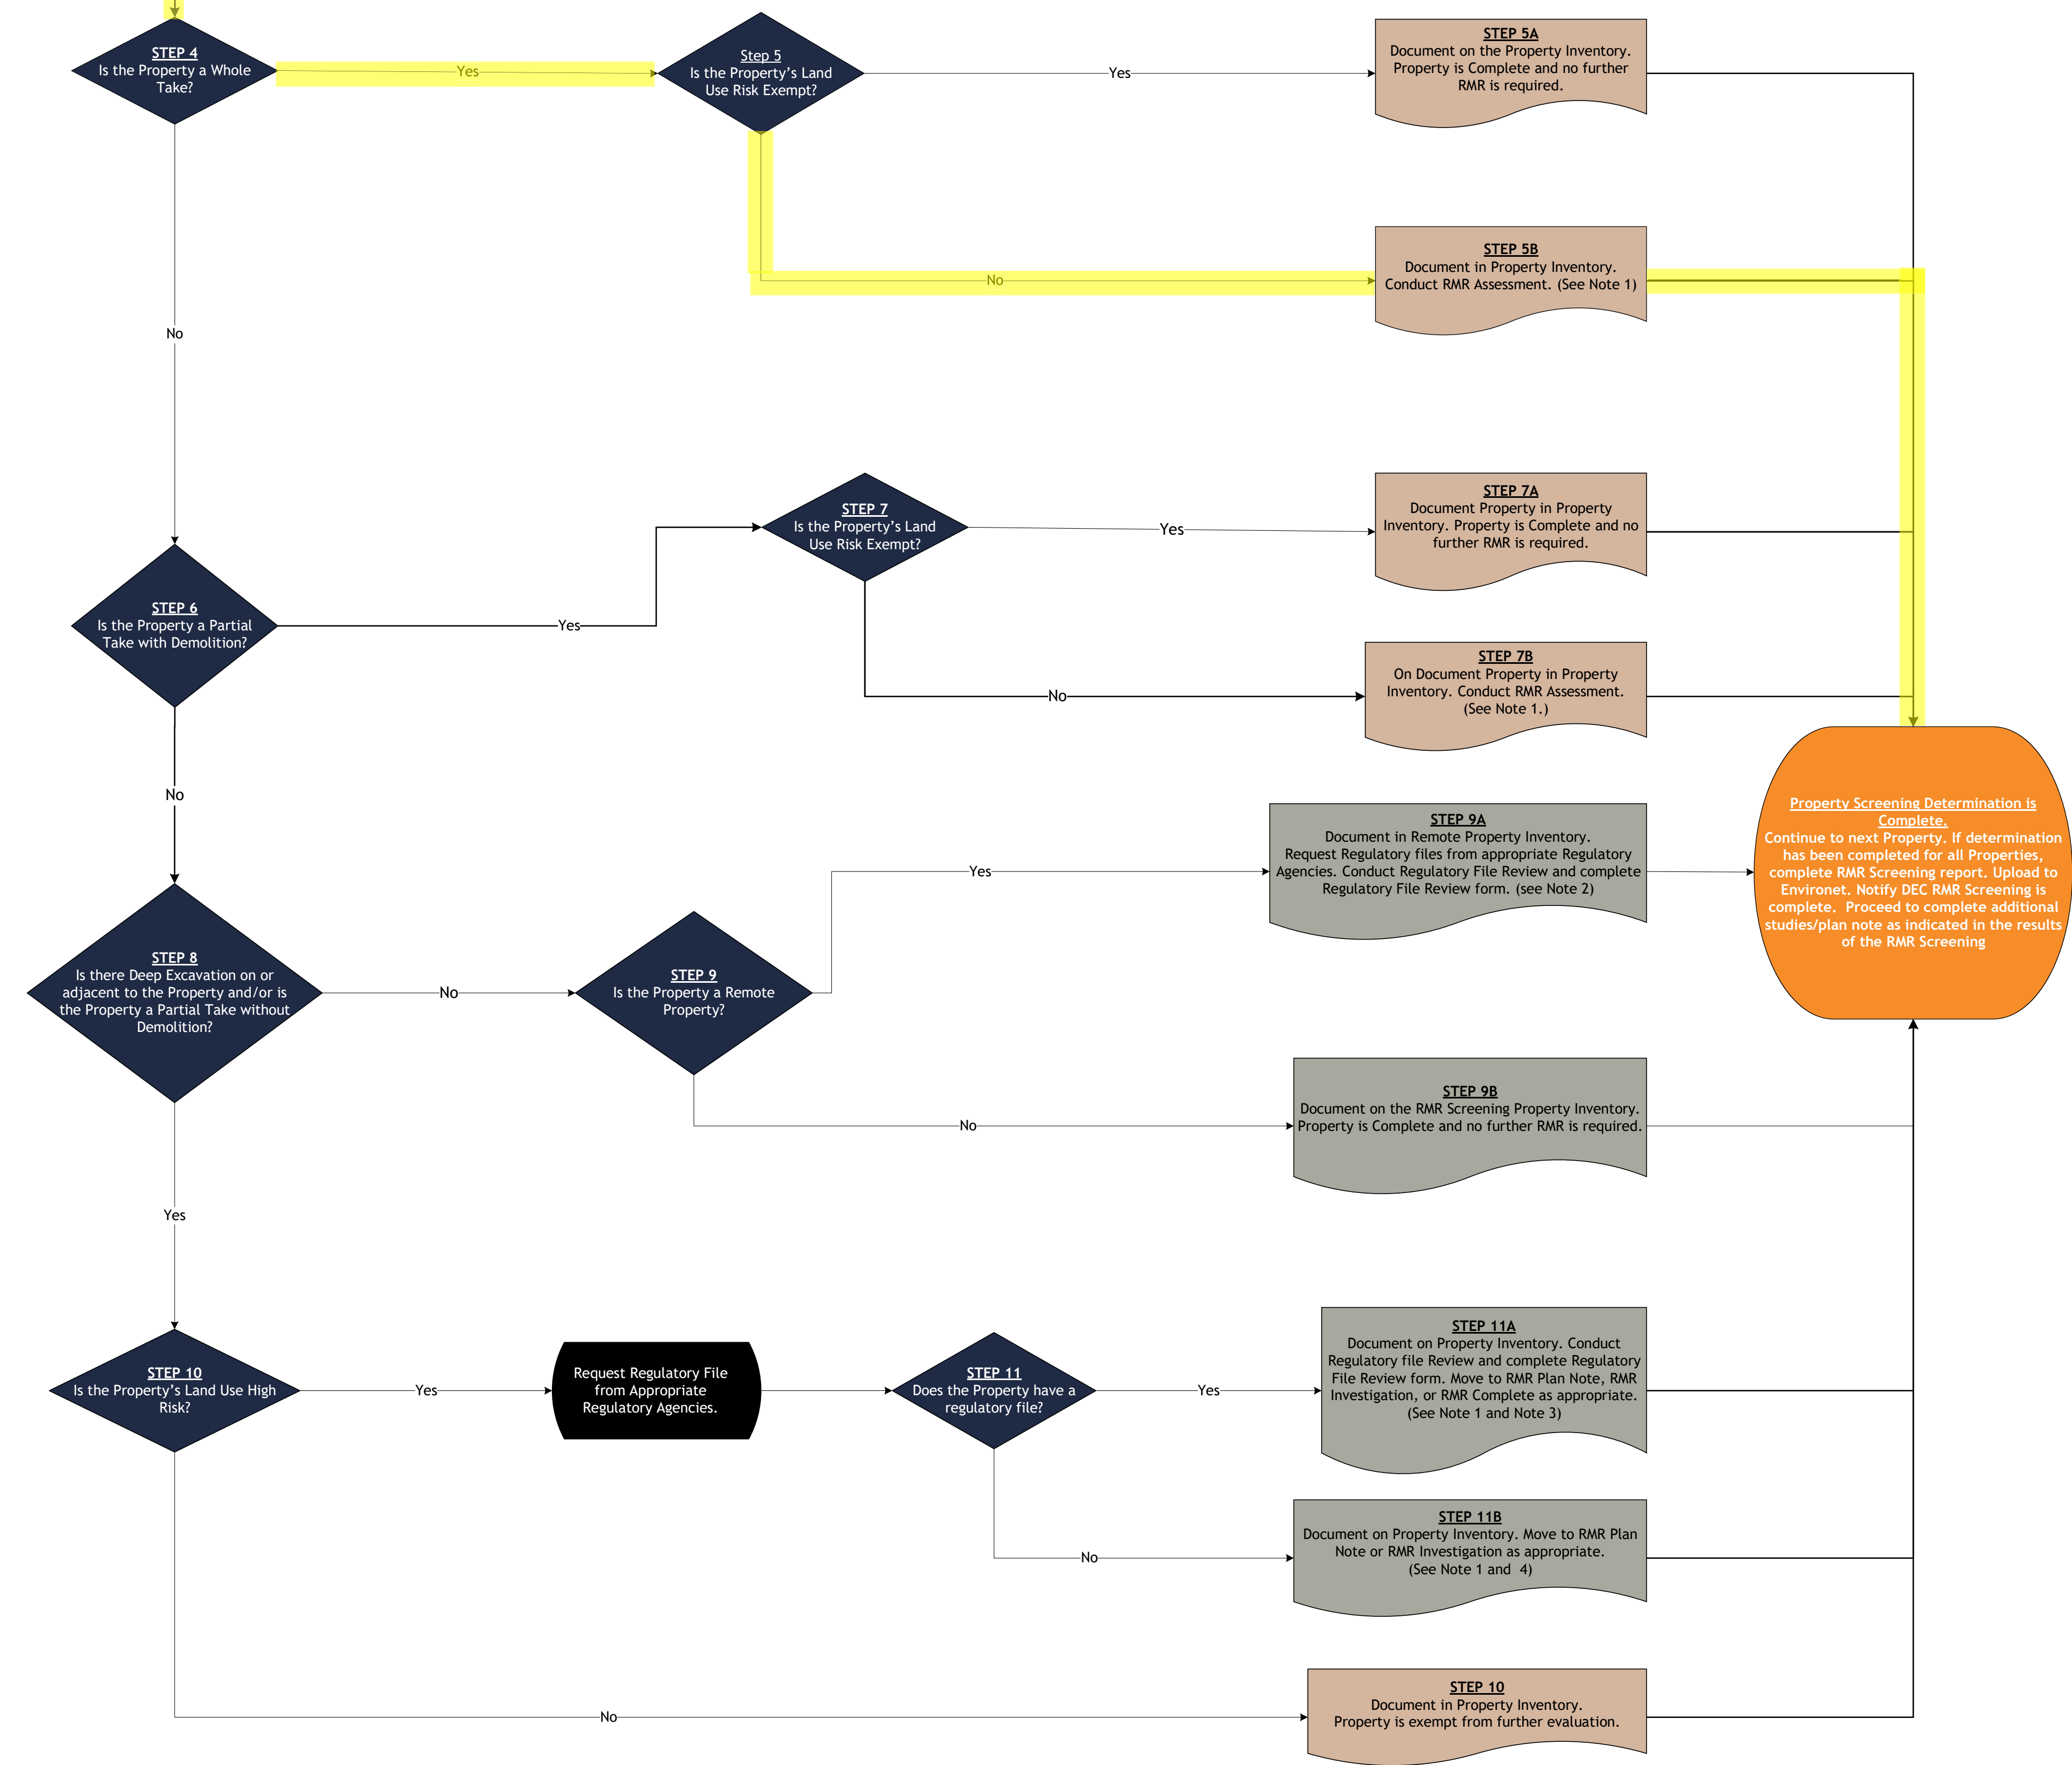 STEP 4
Is the Property a Whole
Take?
Yes
Step 5
Is the Property's Land
Use Risk Exempt?
Yes
STEP 5A
Document on the Property Inventory.
Property is Complete and no further
RMR is required.
No
STEP 5B
Document in Property Inventory.
Conduct RMR Assessment. (See Note 1)
No
STEP 6
Is the Property a Partial
Take with Demolition?
Yes
STEP 7
Is the Property's Land
Use Risk Exempt?
Yes
STEP 7A
Document Property in Property
Inventory. Property is Complete and no
further RMR is required.
No
STEP 7B
On Document Property in Property
Inventory. Conduct RMR Assessment.
(See Note 1.)
No
STEP 8
Is there Deep Excavation on or
adjacent to the Property and/or is
the Property a Partial Take without
Demolition?
No
STEP 9
Is the Property a Remote
Property?
Yes
STEP 9A
Document in Remote Property Inventory.
Request Regulatory files from appropriate Regulatory
Agencies. Conduct Regulatory File Review and complete
Regulatory File Review form. (see Note 2)
Property Screening Determination is
Complete.
Continue to next Property. If determination
has been completed for all Properties,
complete RMR Screening report. Upload to
Environet. Notify DEC RMR Screening is
complete.  Proceed to complete additional
studies/plan note as indicated in the results
of the RMR Screening
No
STEP 9B
Document on the RMR Screening Property Inventory.
Property is Complete and no further RMR is required.
Yes
STEP 10
Is the Property's Land Use High
Risk?
Yes
Request Regulatory File
from Appropriate
Regulatory Agencies.
STEP 11
Does the Property have a
regulatory file?
Yes
STEP 11A
Document on Property Inventory. Conduct
Regulatory file Review and complete Regulatory
File Review form. Move to RMR Plan Note, RMR
Investigation, or RMR Complete as appropriate.
(See Note 1 and Note 3)
No
STEP 11B
Document on Property Inventory. Move to RMR Plan
Note or RMR Investigation as appropriate.
(See Note 1 and  4)
No
STEP 10
Document in Property Inventory.
Property is exempt from further evaluation.